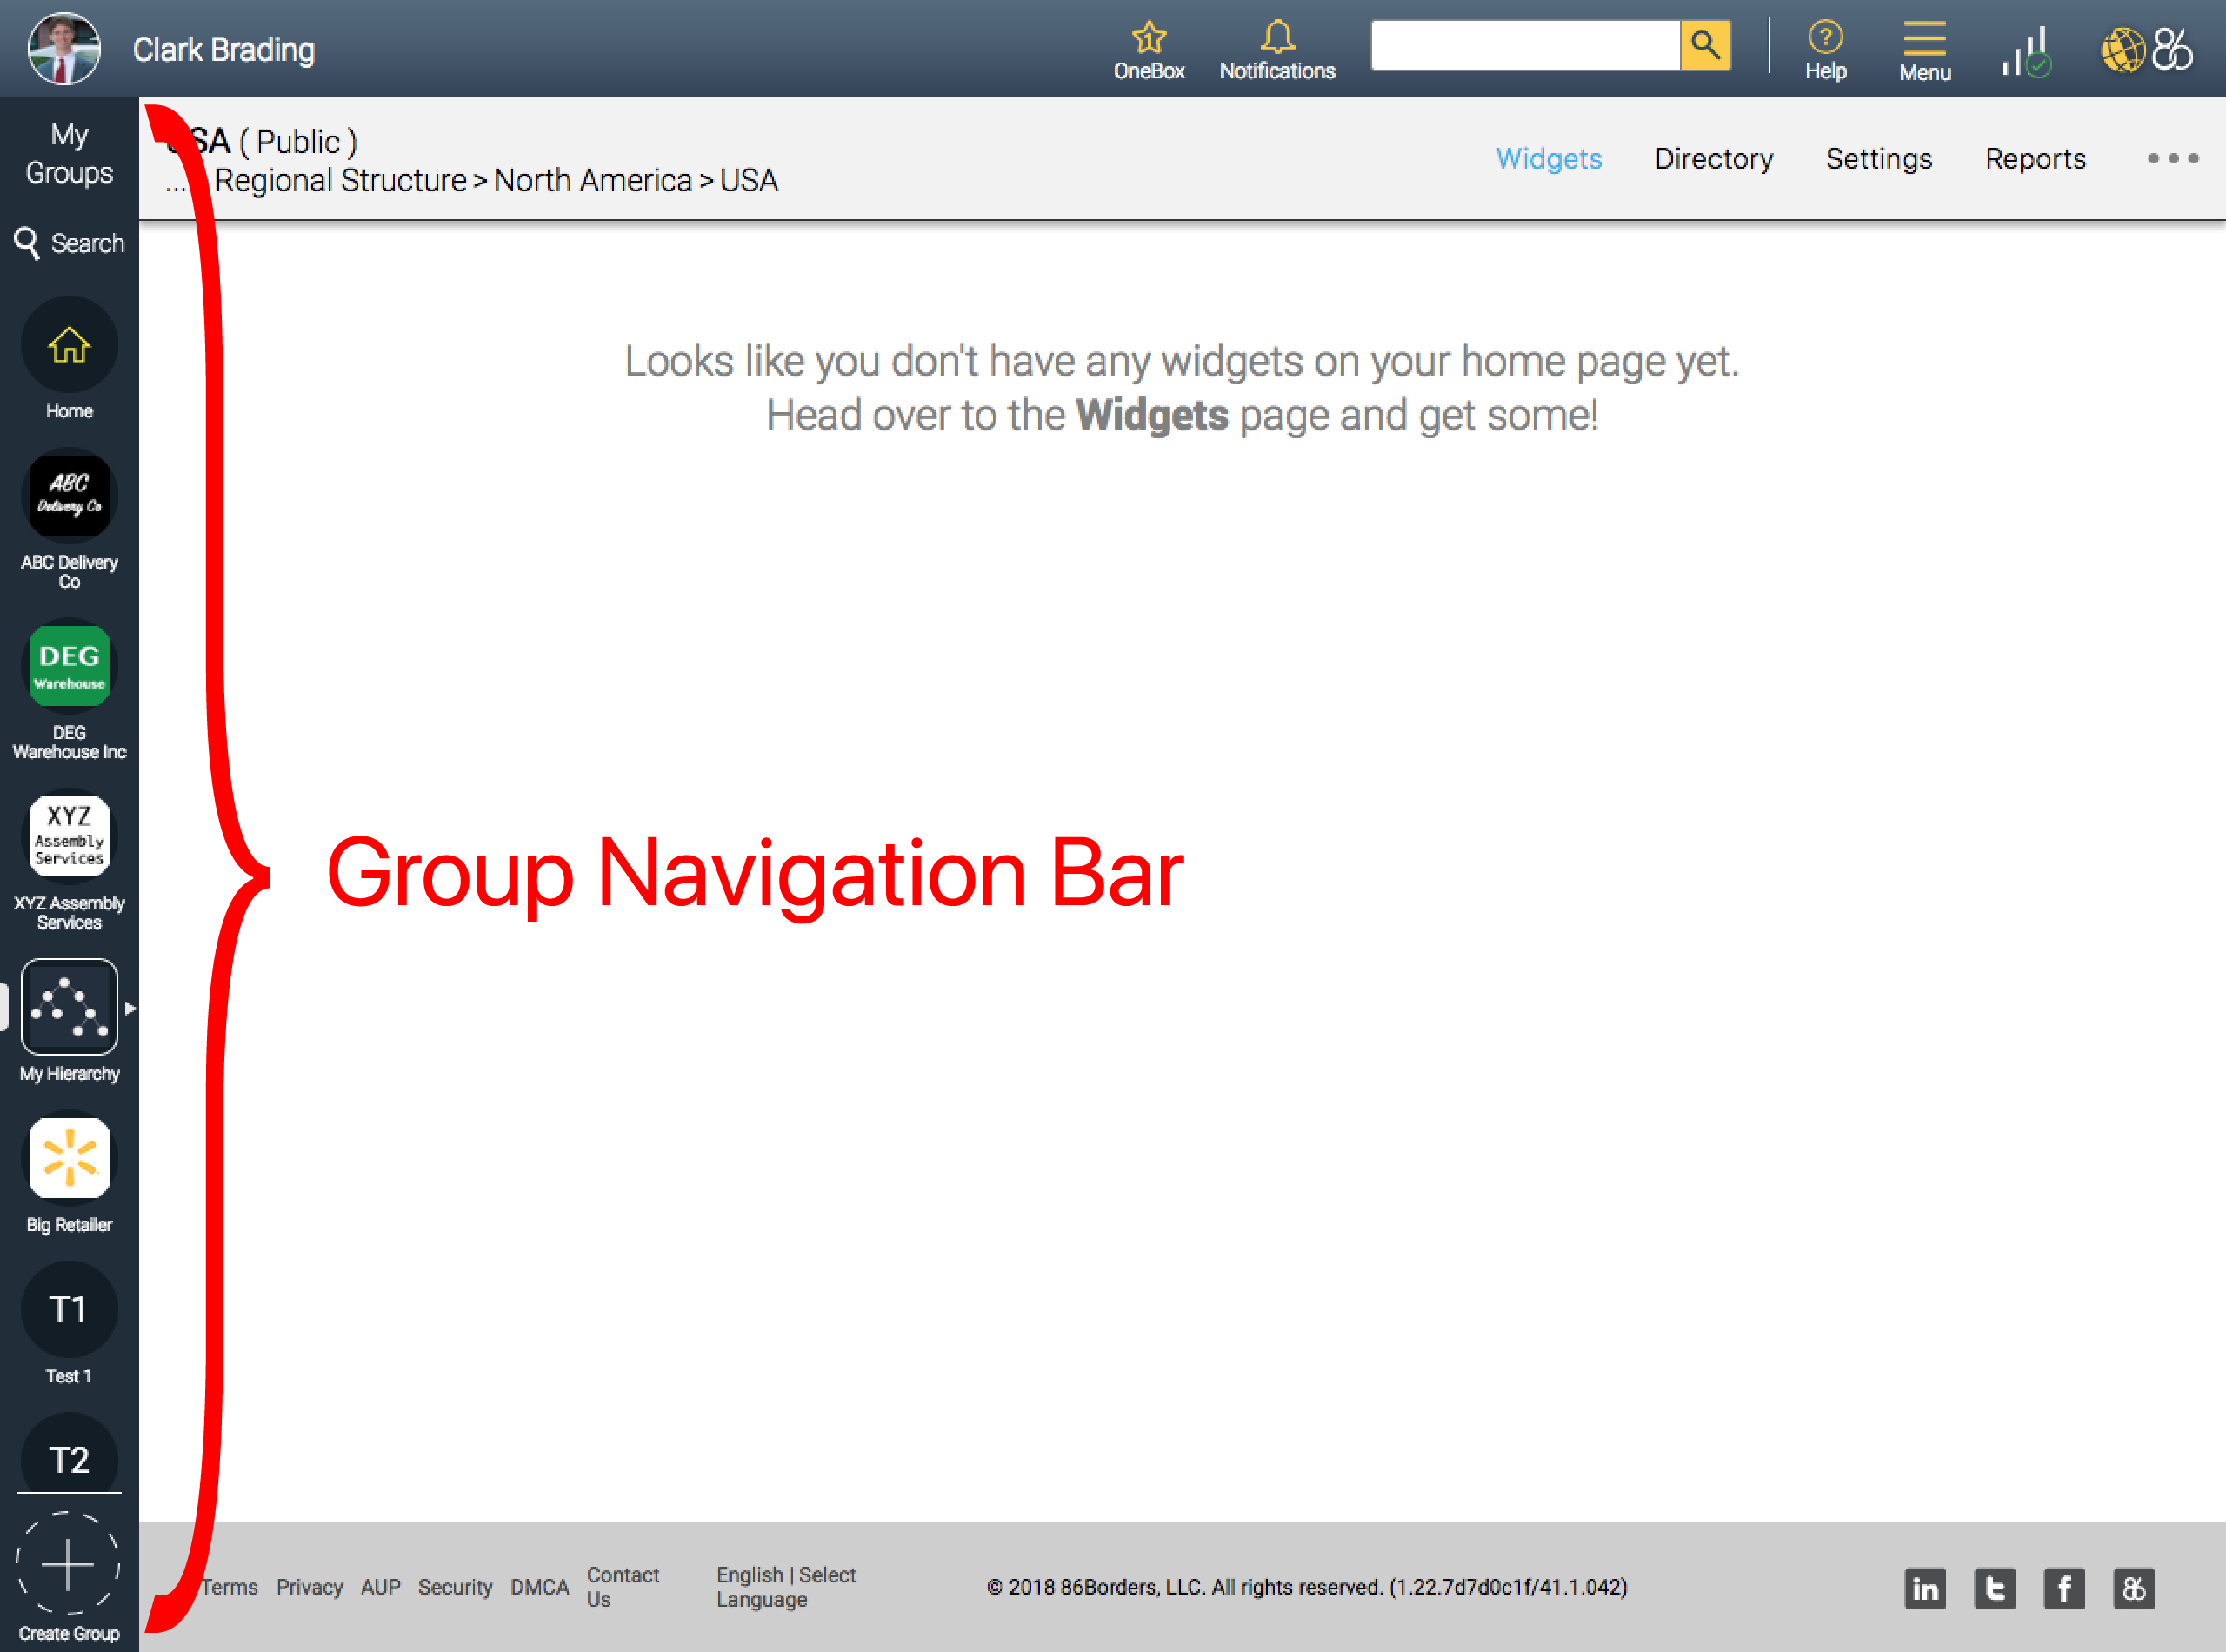 Clark Brading
1
OneBox
Notifications
?
Help
Menu
86
My
Groups
Search
Home
ABC
Delivery Co
ABC Delivery
Co
DEG
Warehouse
DEG
Warehouse Inc
XYZ
Assembly
Services
XYZ Assembly
Services
My Hierarchy
Big Retailer
T1
Test 1
T2
Create Group
SA ( Public )
... Regional Structure > North America > USA
Widgets
Directory
Settings
Reports
Looks like you don't have any widgets on your home page yet.
Head over to the Widgets page and get some!
Group Navigation Bar
Terms
Privacy
AUP
Security
DMCA
Contact
Us
English | Select
Language
© 2018 86Borders, LLC. All rights reserved. (1.22.7d7d0c1f/41.1.042)
in
t
f
86